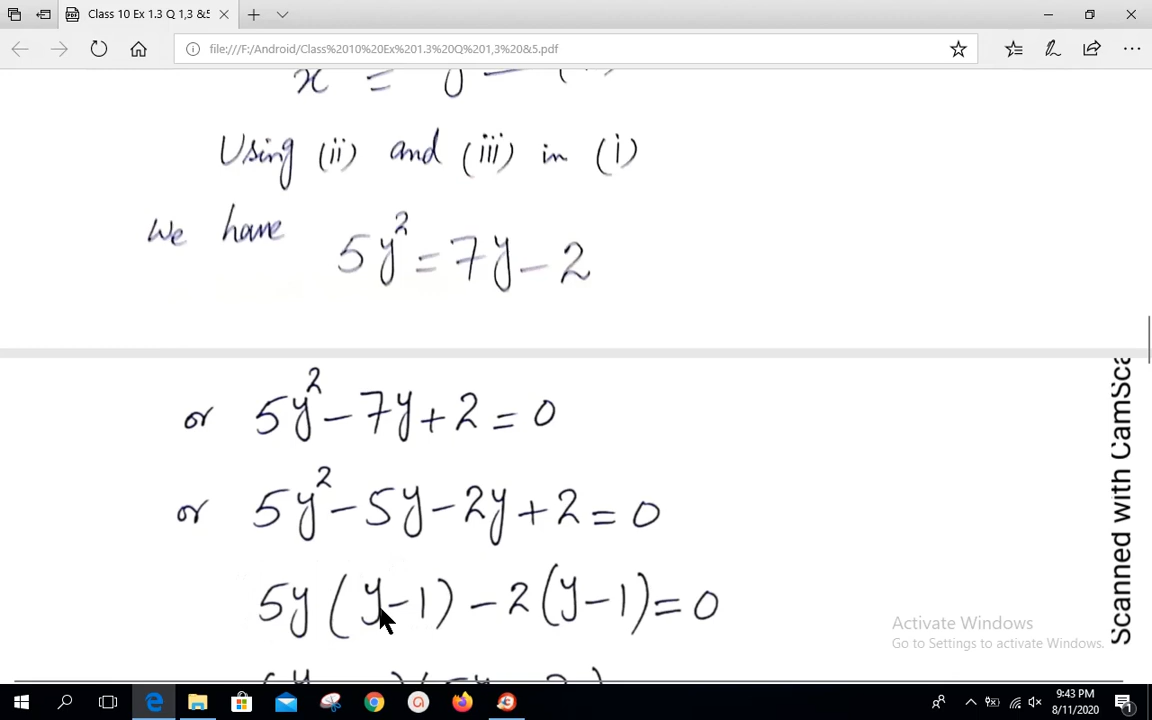 Class 10 Ex 1.3 Q 1,3 &5
file:///F:/Android/Class%2010%20Ex%201.3%20Q%201,3%20&5.pdf
x = y
Using (ii) and (iii) in (i)
We have 5y² = 7y - 2
or 5y² - 7y + 2 = 0
or 5y² - 5y - 2y + 2 = 0
5y (y-1) - 2 (y-1) = 0
Scanned with CamSca
Activate Windows
Go to Settings to activate Windows.
9:43 PM
8/11/2020